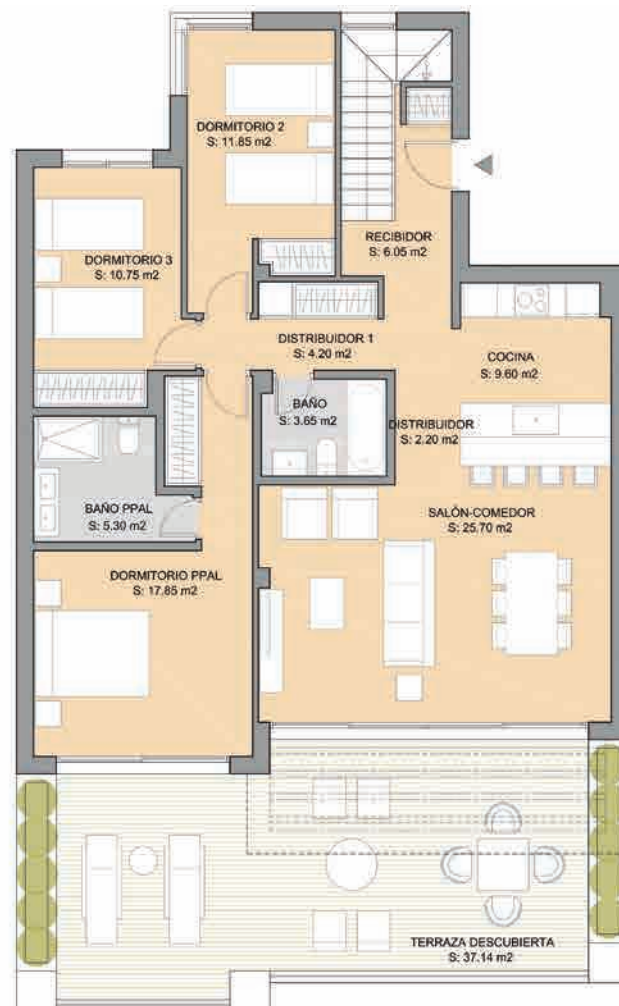 DORMITORIO 2
S: 11.85 m2
RECIBIDOR
S: 6.05 m2
DORMITORIO 3
S: 10.75 m2
DISTRIBUIDOR 1
S: 4.20 m2
COCINA
S: 9.60 m2
BAÑO
S: 3.65 m2
DISTRIBUIDOR
S: 2.20 m2
BAÑO PPAL
S: 5.30 m2
SALÓN-COMEDOR
S: 25.70 m2
DORMITORIO PPAL
S: 17.85 m2
TERRAZA DESCUBIERTA
S: 37.14 m2